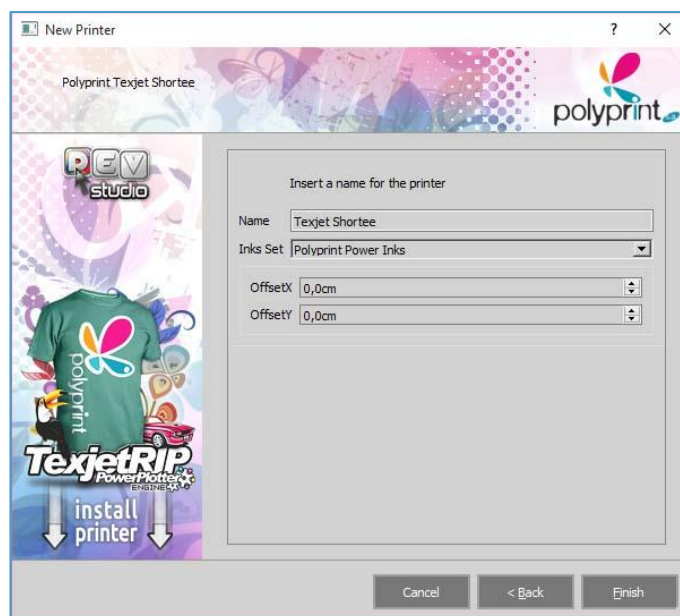 New Printer
Polyprint Texjet Shortee
polyprint
REV
studio
Insert a name for the printer
Name Texjet Shortee
Inks Set Polyprint Power Inks
OffsetX 0,0cm
OffsetY 0,0cm
polyprint
TexjetRIP
PowerPlotter
ENGINE
install
printer
Cancel < Back Finish